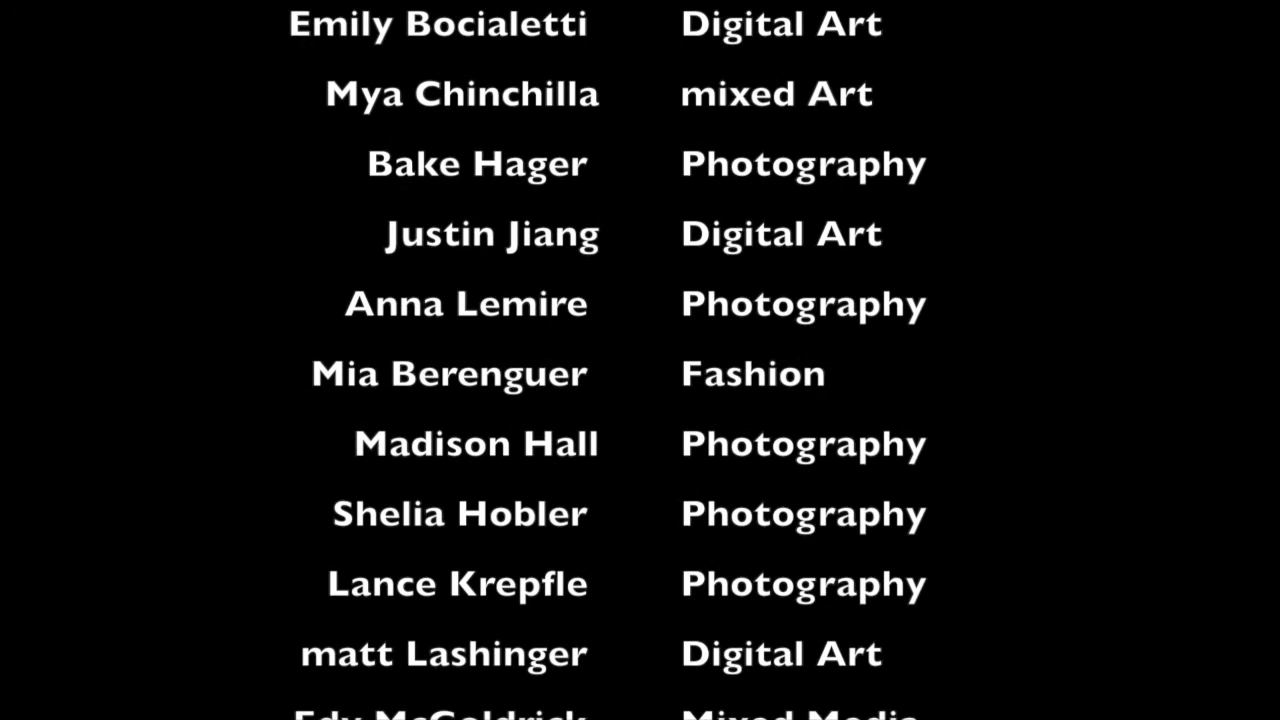 Emily Bocialetti Digital Art
Mya Chinchilla mixed Art
Bake Hager Photography
Justin Jiang Digital Art
Anna Lemire Photography
Mia Berenguer Fashion
Madison Hall Photography
Shelia Hobler Photography
Lance Krepfle Photography
matt Lashinger Digital Art
Edy McGoldrick Mixed Media